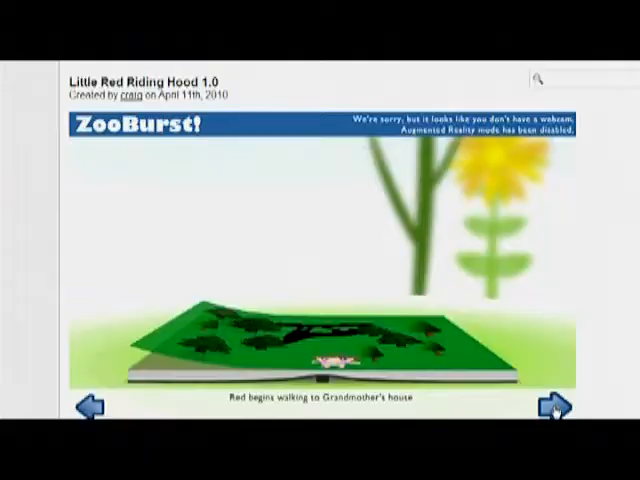 Little Red Riding Hood 1.0
Created by craig on April 11th, 2010
ZooBurst!
We're sorry, but it looks like you don't have a webcam.
Augmented Reality mode has been disabled.
Red begins walking to Grandmother's house